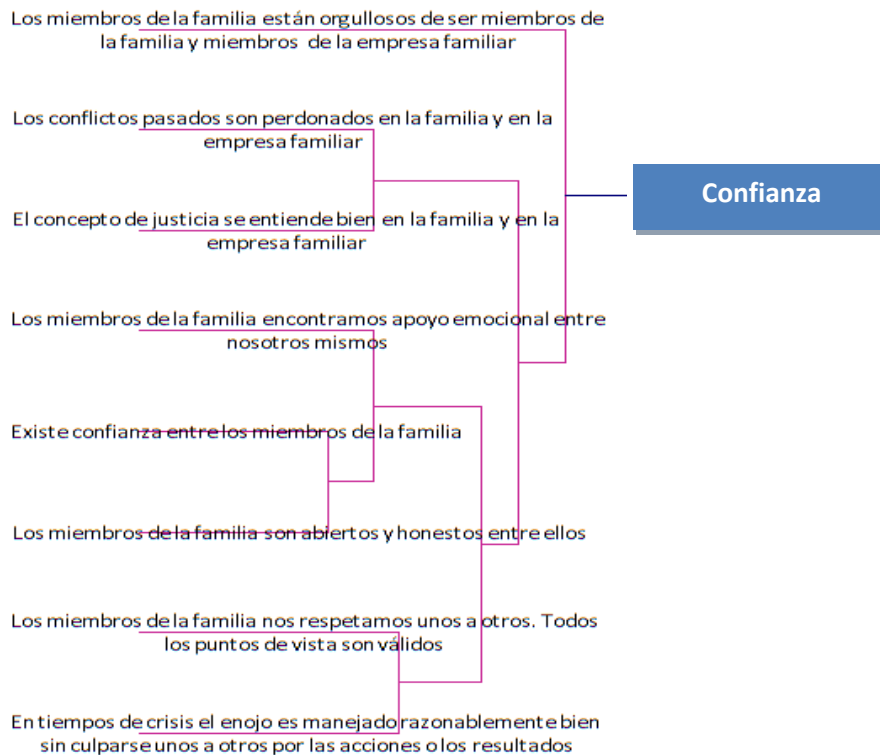 Los miembros de la familia están orgullosos de ser miembros de
la familia y miembros de la empresa familiar
Los conflictos pasados son perdonados en la familia y en la
empresa familiar
Confianza
El concepto de justicia se entiende bien en la familia y en la
empresa familiar
Los miembros de la familia encontramos apoyo emocional entre
nosotros mismos
Existe confianza entre los miembros de la familia
Los miembros de la familia son abiertos y honestos entre ellos
Los miembros de la familia nos respetamos unos a otros. Todos
los puntos de vista son válidos
En tiempos de crisis el enojo es manejado razonablemente bien
sin culparse unos a otros por las acciones o los resultados